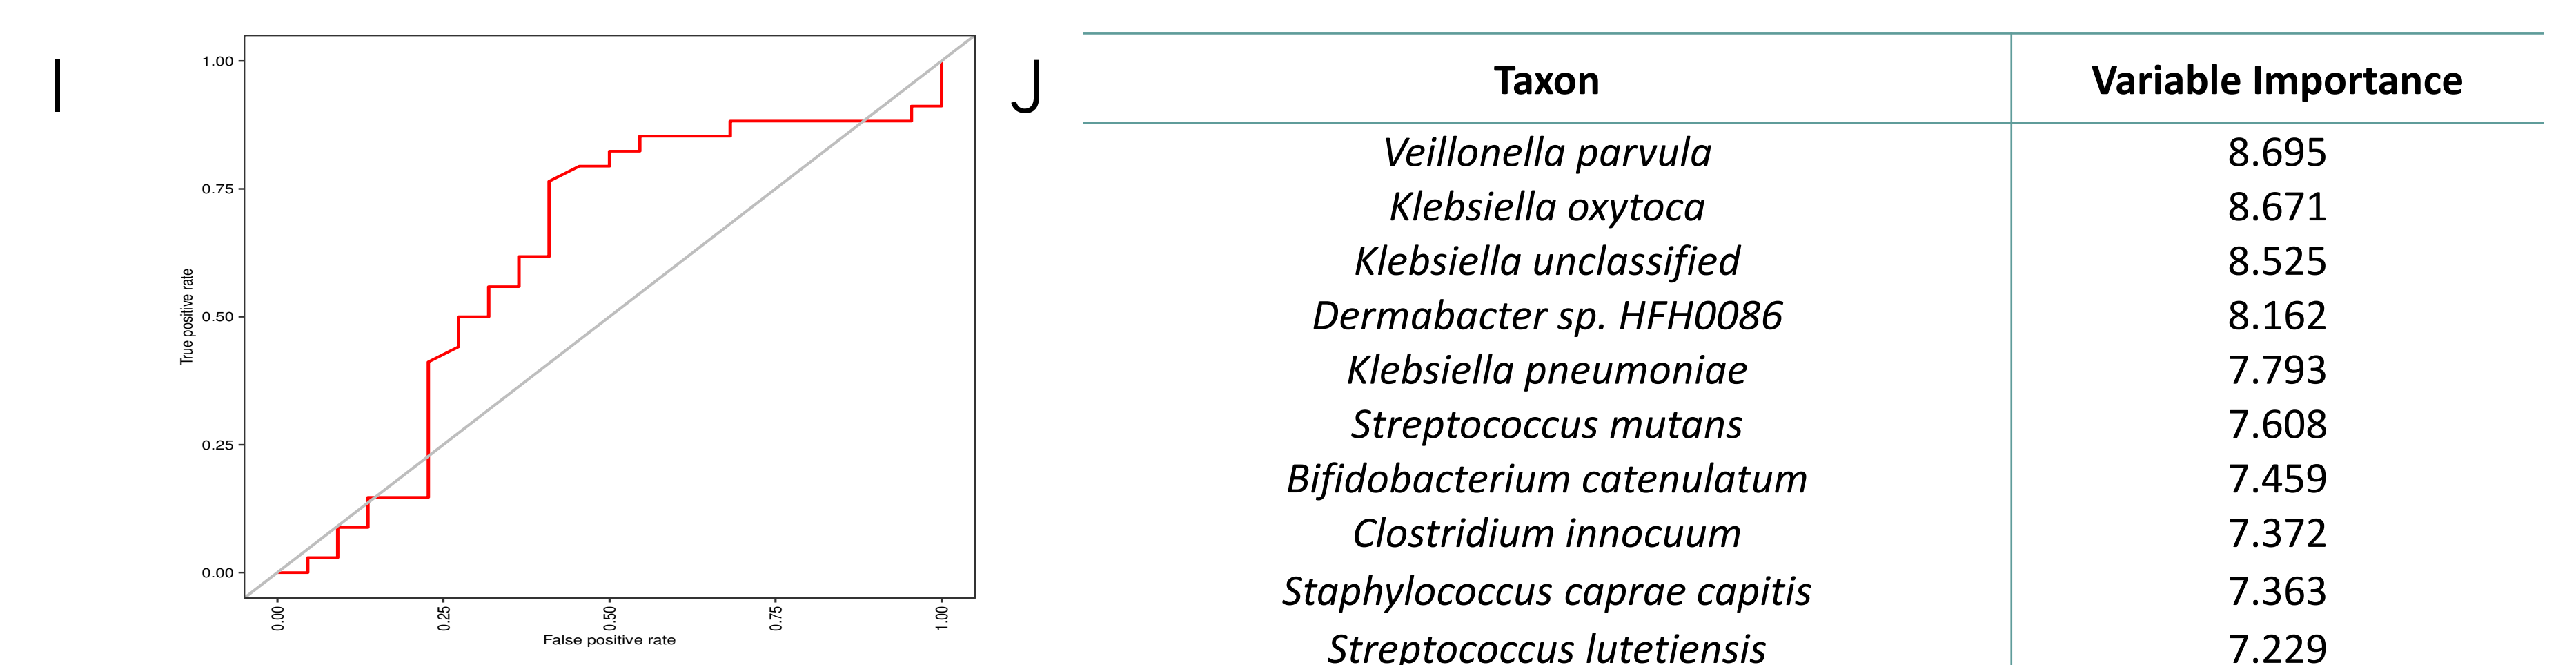 I
1.00
0.75
0.50
0.25
0.00
True positive rate
0.00
0.25
0.50
0.75
1.00
False positive rate
J
Taxon Variable Importance
Veillonella parvula 8.695
Klebsiella oxytoca 8.671
Klebsiella unclassified 8.525
Dermabacter sp. HFH0086 8.162
Klebsiella pneumoniae 7.793
Streptococcus mutans 7.608
Bifidobacterium catenulatum 7.459
Clostridium innocuum 7.372
Staphylococcus caprae capitis 7.363
Streptococcus lutetiensis 7.229